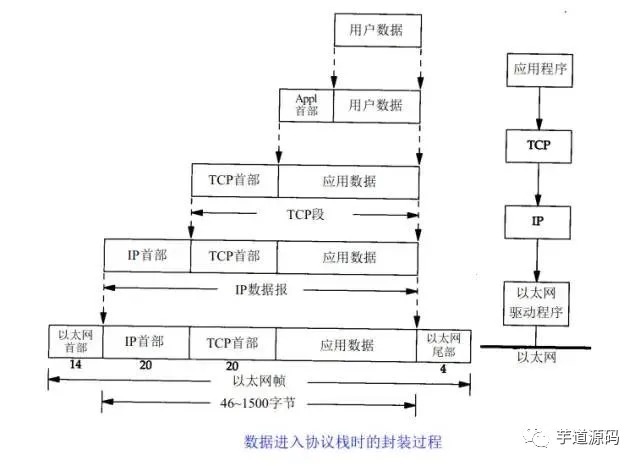 用户数据
应用程序
Appl
首部
用户数据
TCP
TCP首部
应用数据
TCP段
IP
IP首部
TCP首部
应用数据
IP数据报
以太网
驱动程序
以太网
首部
IP首部
TCP首部
应用数据
以太网
尾部
以太网
14
20
20
4
以太网帧
46~1500字节
数据进入协议栈时的封装过程
芋道源码